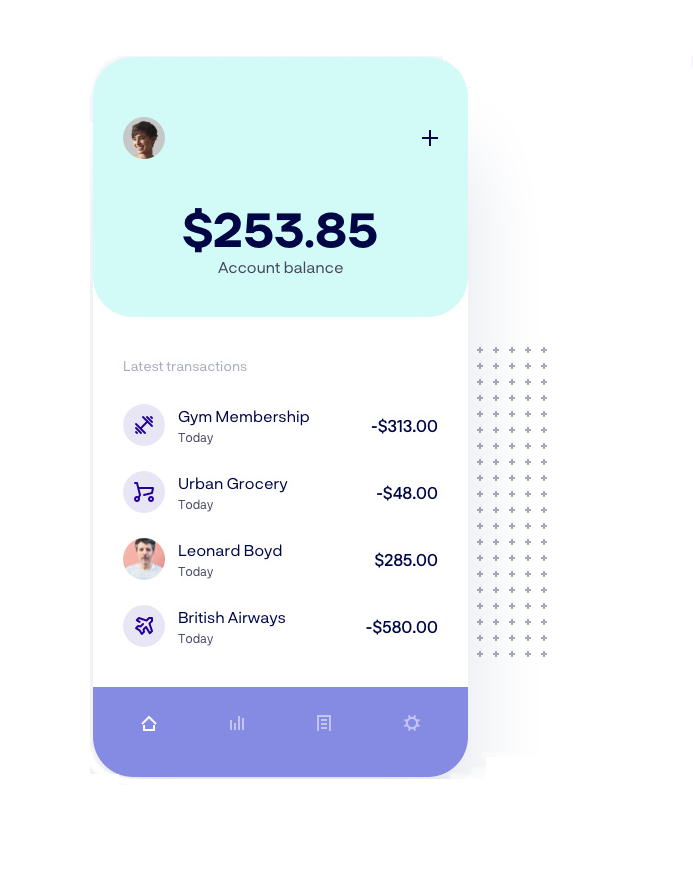 $253.85
Account balance
Latest transactions
Gym Membership
Today
-$313.00
Urban Grocery
Today
-$48.00
Leonard Boyd
Today
$285.00
British Airways
Today
-$580.00